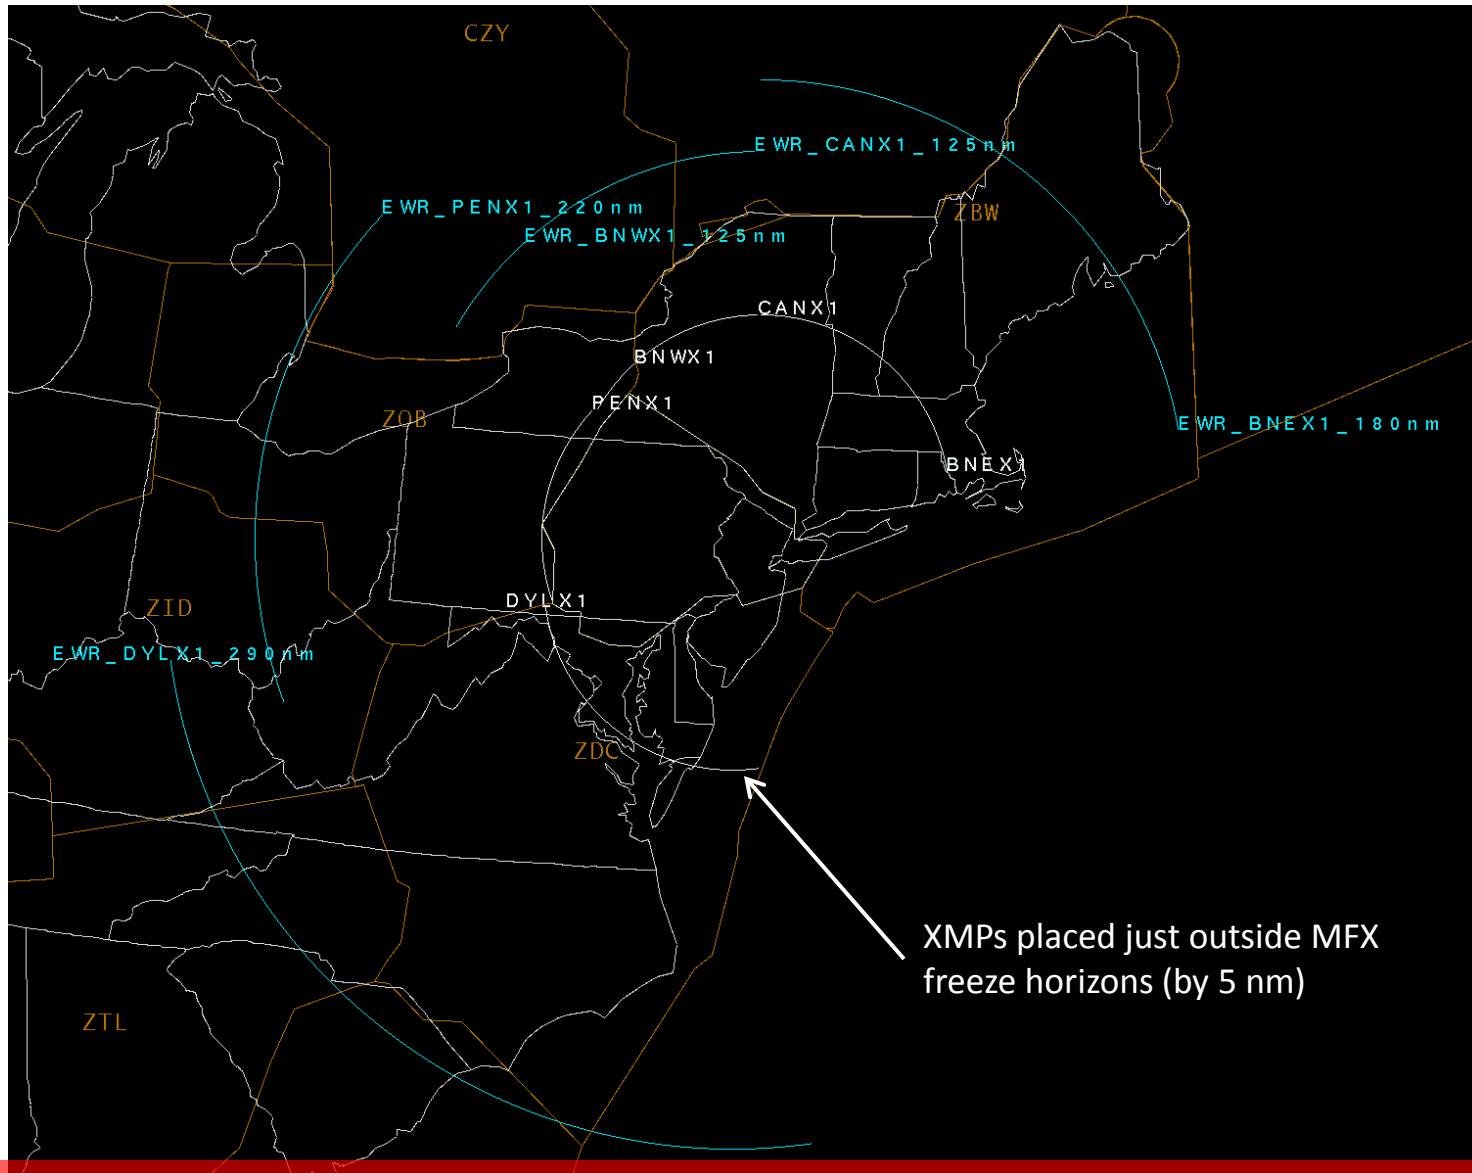 CZY
EWR_CANX1_125nm
EWR_PENX1_220nm
ZBW
EWR_BNWX1_125nm
CANX1
BNWX1
PENX1
ZOB
EWR_BNEX1_180nm
BNEX1
DYLX1
ZID
EWR_DYLX1_290nm
ZDC
XMPs placed just outside MFX
freeze horizons (by 5 nm)
ZTL